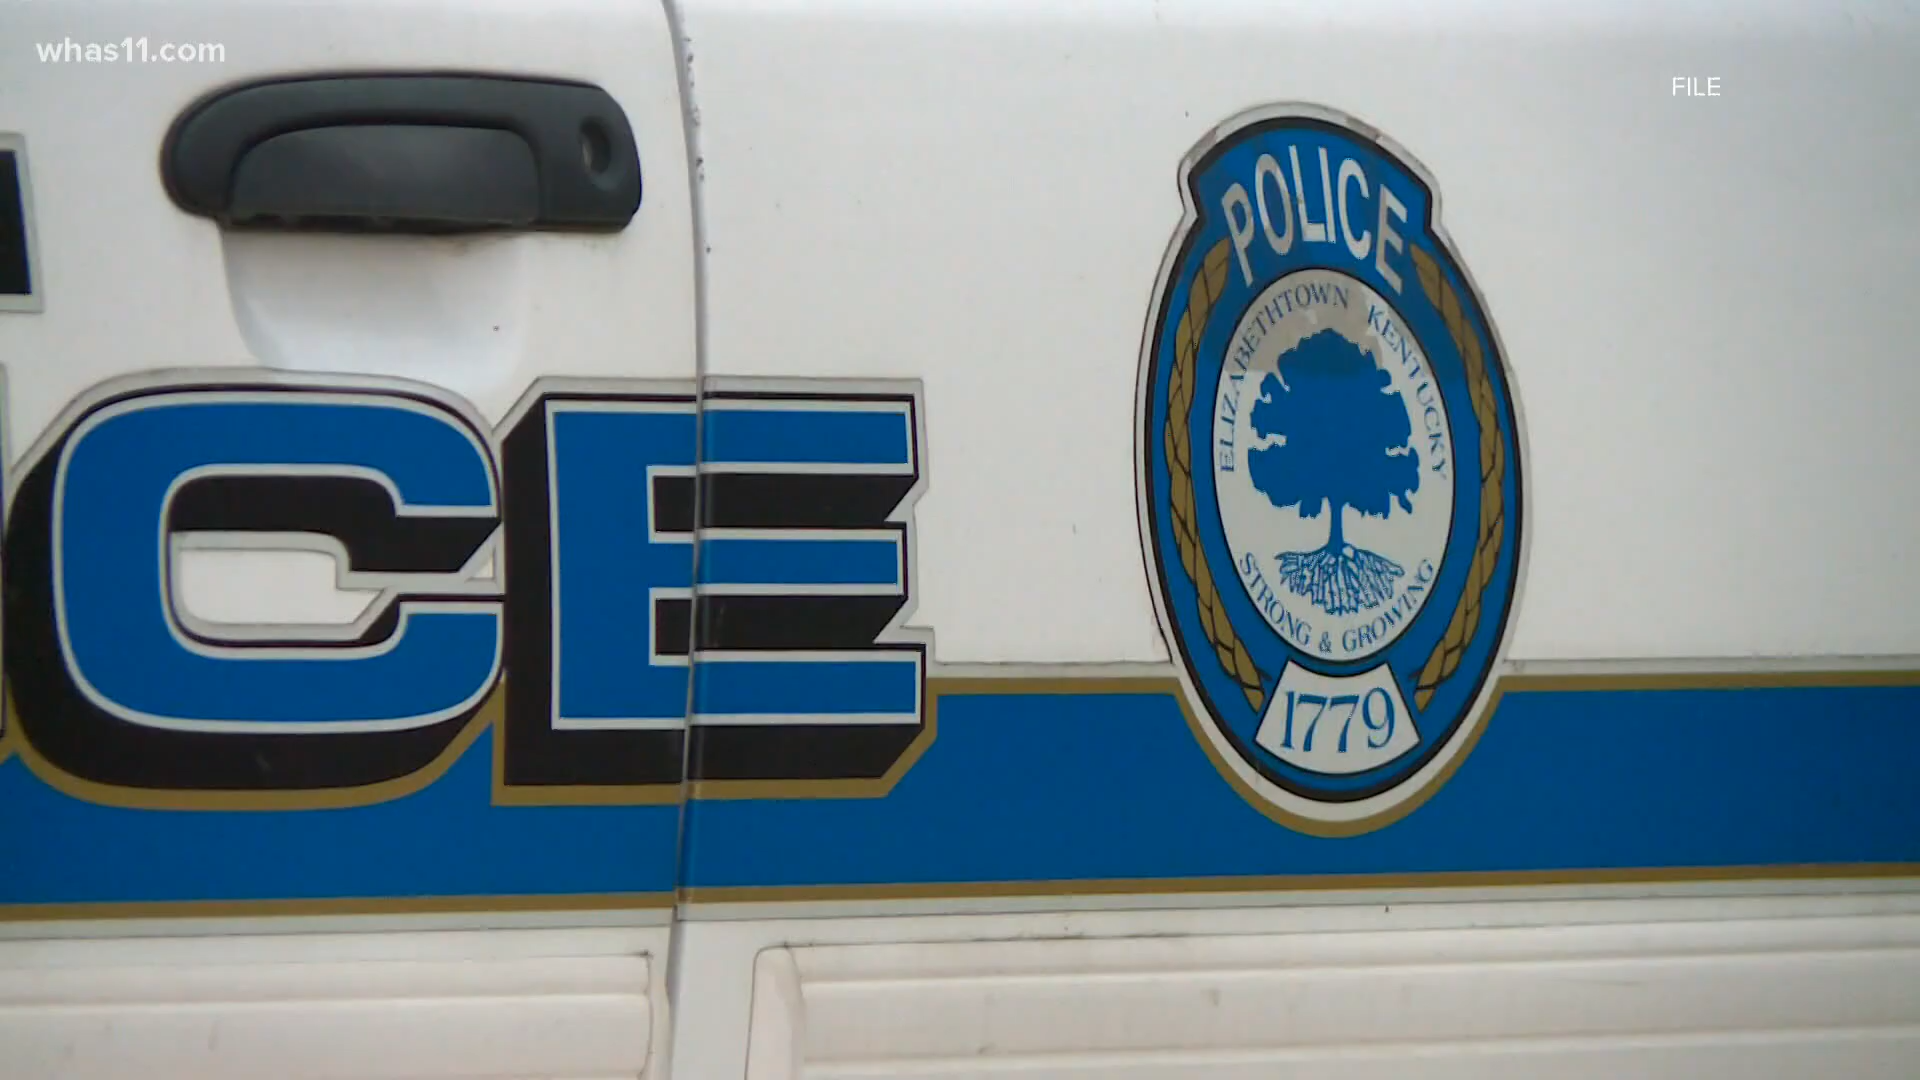 whas11.com
FILE
POLICE
ELIZABETHTOWN KENTUCKY
STRONG & GROWING
1779
CE